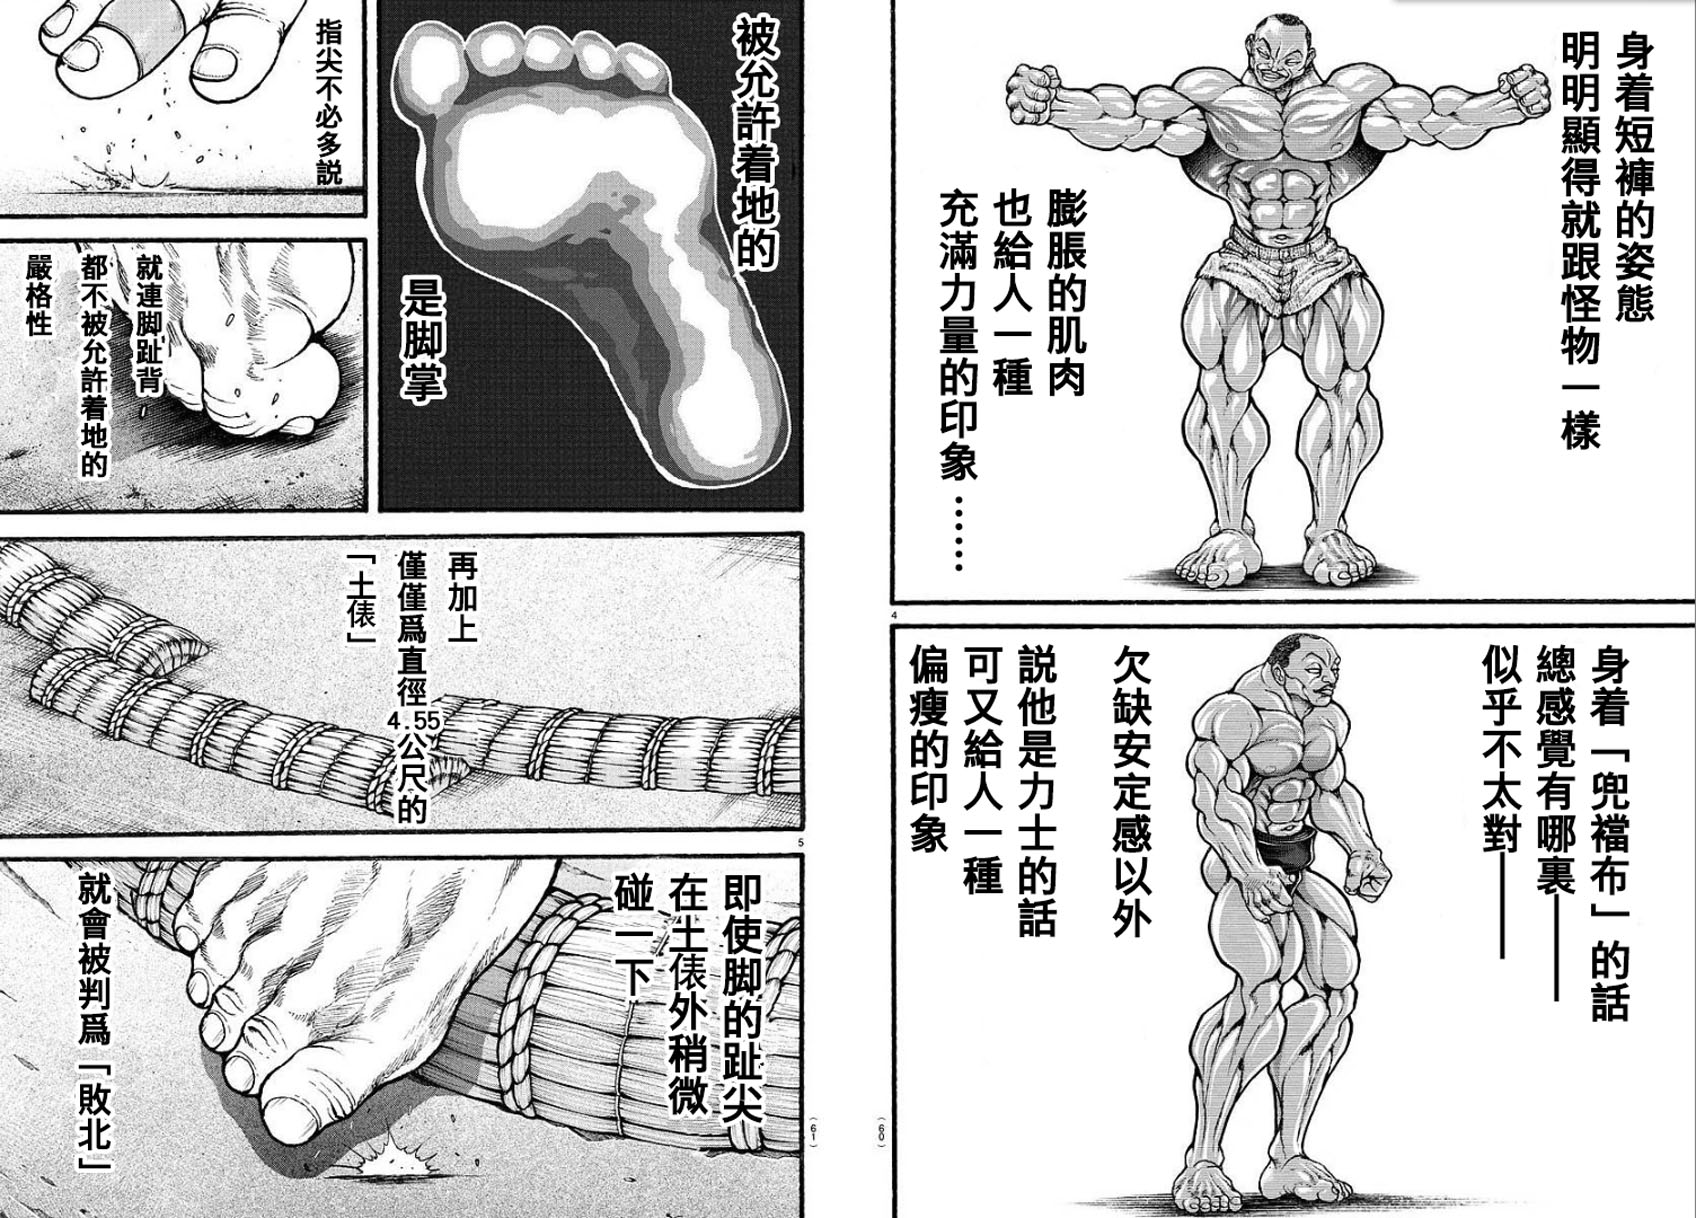 身着短褲的姿態
明明顯得就跟怪物一樣
膨脹的肌肉
也給人一種
充滿力量的印象……
4
身着「兜襠布」的話
總感覺有哪裏——
似乎不太對——
欠缺安定感以外
説他是力士的話
可又給人一種
偏瘦的印象
(60)
被允許着地的
是脚掌
指尖不必多説
就連脚趾背
都不被允許着地的
嚴格性
再加上
僅僅爲直徑4.55公尺的
「土俵」
5
即使脚的趾尖
在土俵外稍微
碰一下
就會被判爲「敗北」
(61)